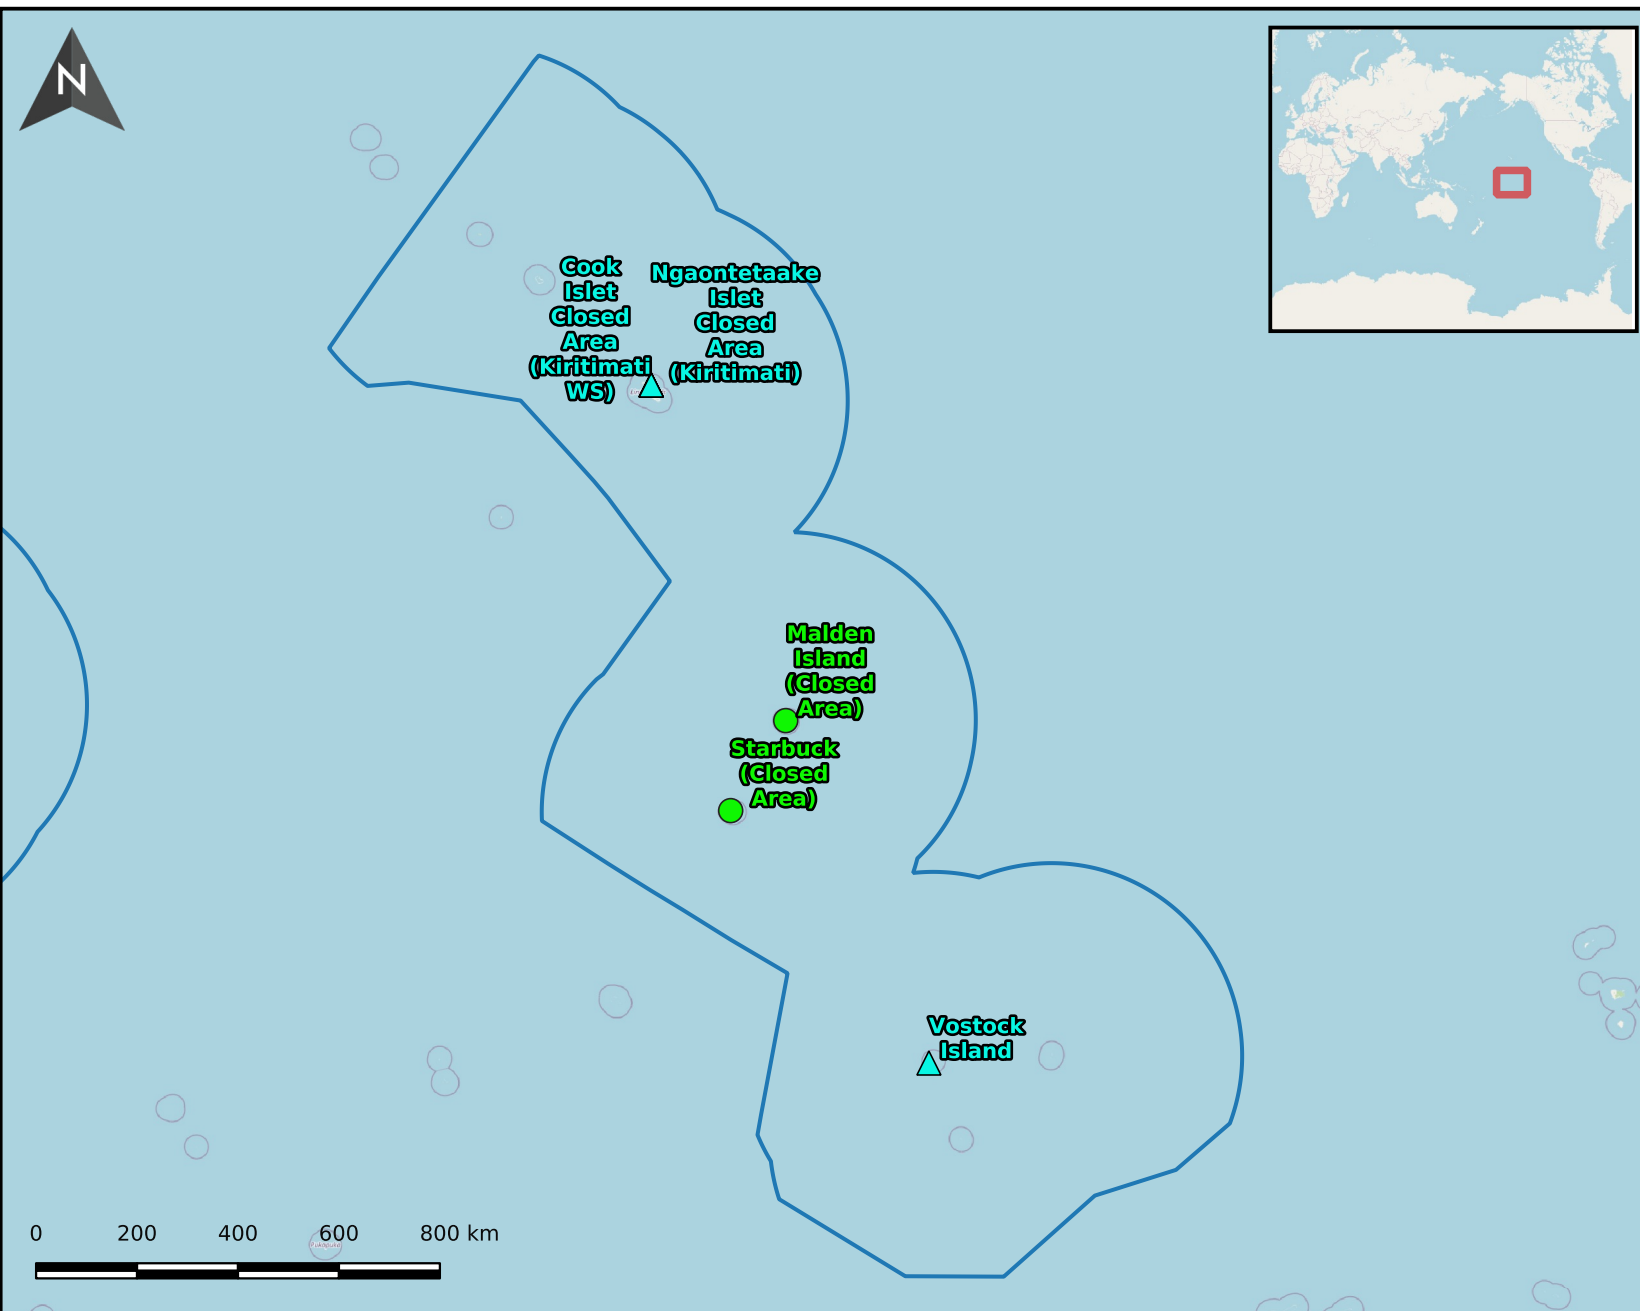 N
Cook
Islet
Closed
Area
(Kiritimati
WS)
Ngaontetaake
Islet
Closed
Area
(Kiritimati)
Malden
Island
(Closed
Area)
Starbuck
(Closed
Area)
Vostock
Island
0 200 400 600 800 km
Pukapuka